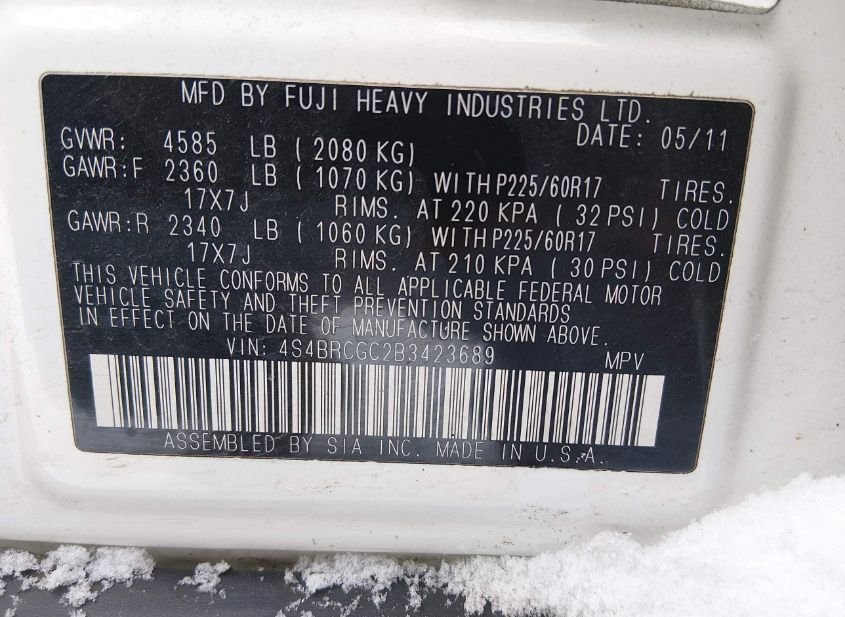 MFD BY FUJI HEAVY INDUSTRIES LTD.
DATE: 05/11
GVWR: 4585 LB ( 2080 KG)
GAWR:F 2360 LB ( 1070 KG) WITH P225/60R17 TIRES.
17X7J RIMS. AT 220 KPA ( 32 PSI) COLD
GAWR:R 2340 LB ( 1060 KG) WITH P225/60R17 TIRES.
17X7J RIMS. AT 210 KPA ( 30 PSI) COLD
THIS VEHICLE CONFORMS TO ALL APPLICABLE FEDERAL MOTOR
VEHICLE SAFETY AND THEFT PREVENTION STANDARDS
IN EFFECT ON THE DATE OF MANUFACTURE SHOWN ABOVE.
VIN: 4S4BRCGC2B3423689 MPV
ASSEMBLED BY SIA INC. MADE IN U.S.A.